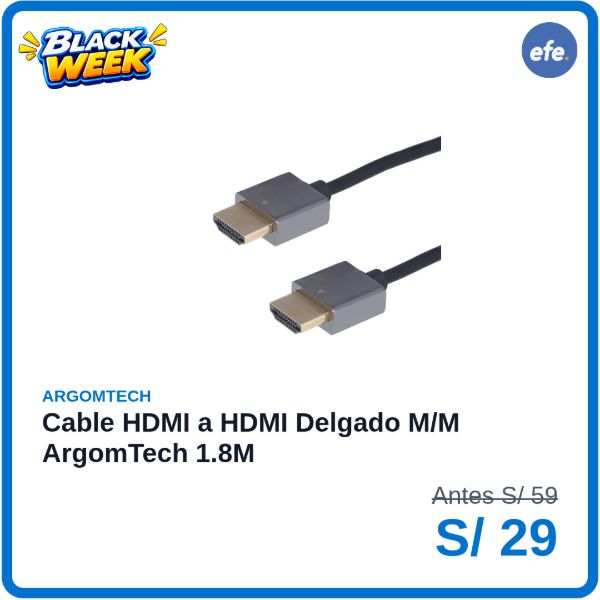 BLACK
WEEK
efe.
ARGOMTECH
Cable HDMI a HDMI Delgado M/M
ArgomTech 1.8M
Antes S/ 59
S/ 29